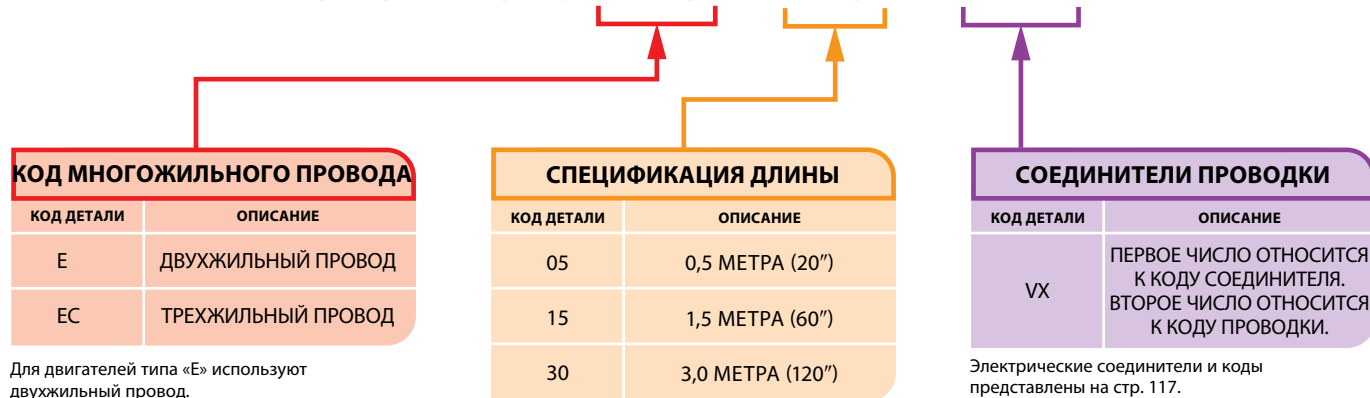 КОД МНОГОЖИЛЬНОГО ПРОВОДА
КОД ДЕТАЛИ ОПИСАНИЕ
E ДВУХЖИЛЬНЫЙ ПРОВОД
EC ТРЕХЖИЛЬНЫЙ ПРОВОД
Для двигателей типа «Е» используют
двухжильный провод.
СПЕЦИФИКАЦИЯ ДЛИНЫ
КОД ДЕТАЛИ ОПИСАНИЕ
05 0,5 МЕТРА (20”)
15 1,5 МЕТРА (60”)
30 3,0 МЕТРА (120”)
СОЕДИНИТЕЛИ ПРОВОДКИ
КОД ДЕТАЛИ ОПИСАНИЕ
VX
ПЕРВОЕ ЧИСЛО ОТНОСИТСЯ
К КОДУ СОЕДИНИТЕЛЯ.
ВТОРОЕ ЧИСЛО ОТНОСИТСЯ
К КОДУ ПРОВОДКИ.
Электрические соединители и коды
представлены на стр. 117.